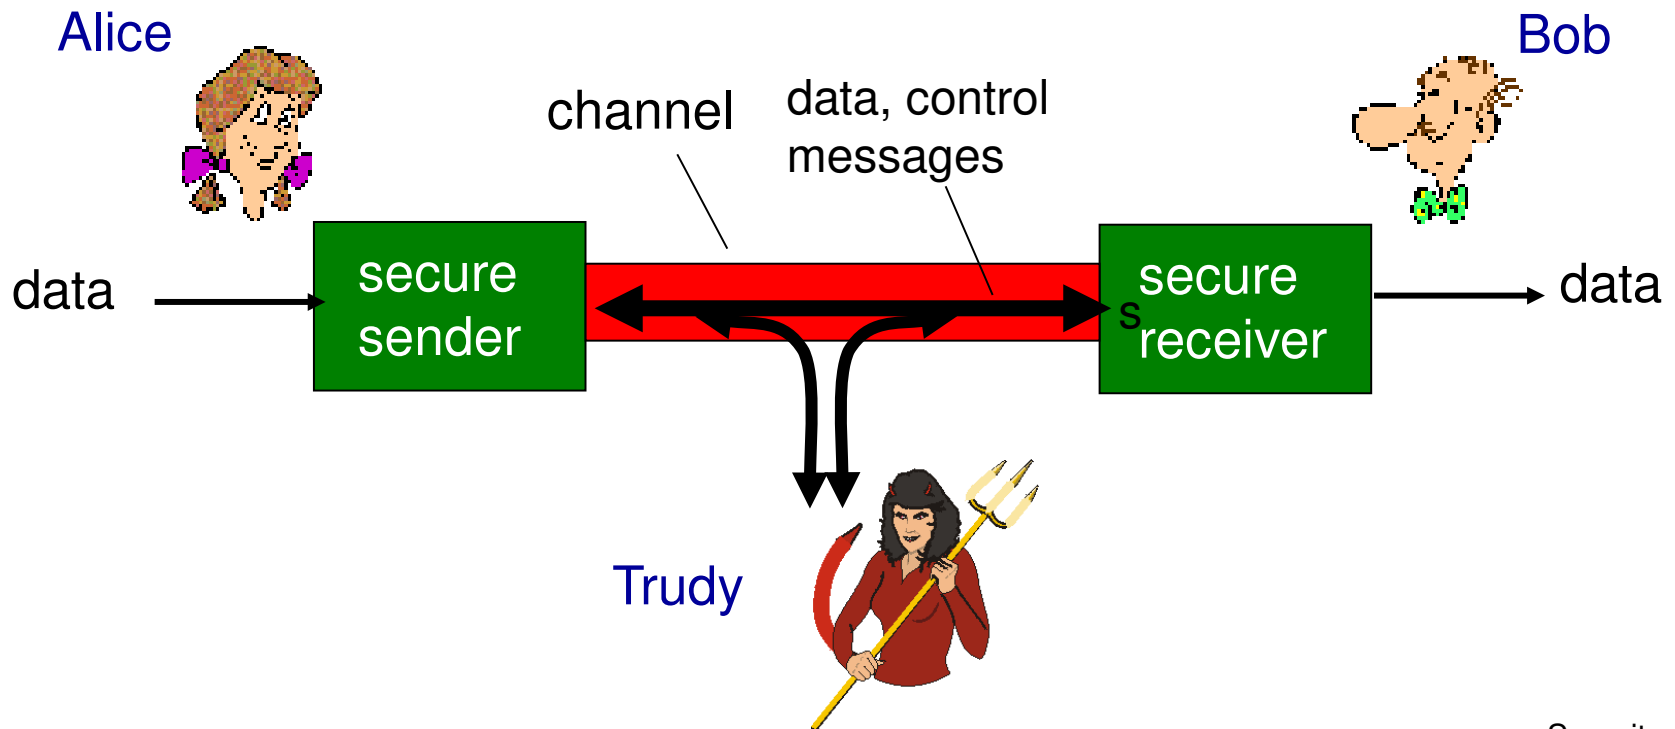 Alice
Bob
channel
data, control
messages
data
secure
sender
s
secure
receiver
data
Trudy